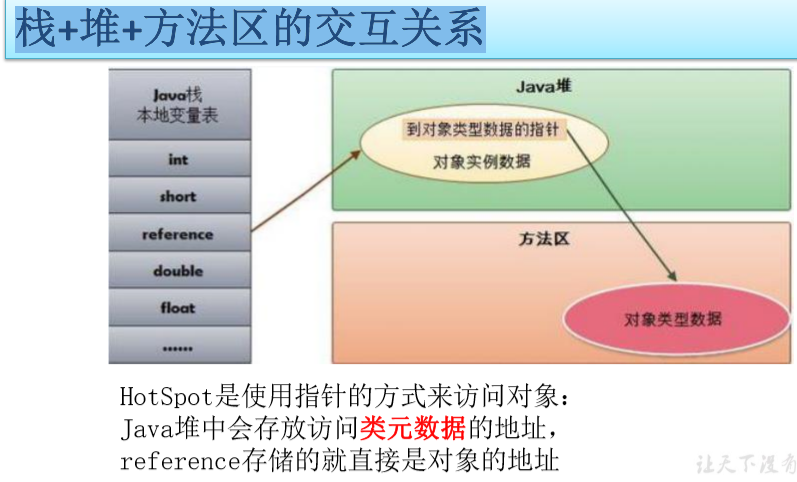 栈+堆+方法区的交互关系
Java栈
本地变量表
int
short
reference
double
float
......
Java堆
到对象类型数据的指针
对象实例数据
方法区
对象类型数据
HotSpot是使用指针的方式来访问对象：
Java堆中会存放访问类元数据的地址，
reference存储的就直接是对象的地址
让天下没有